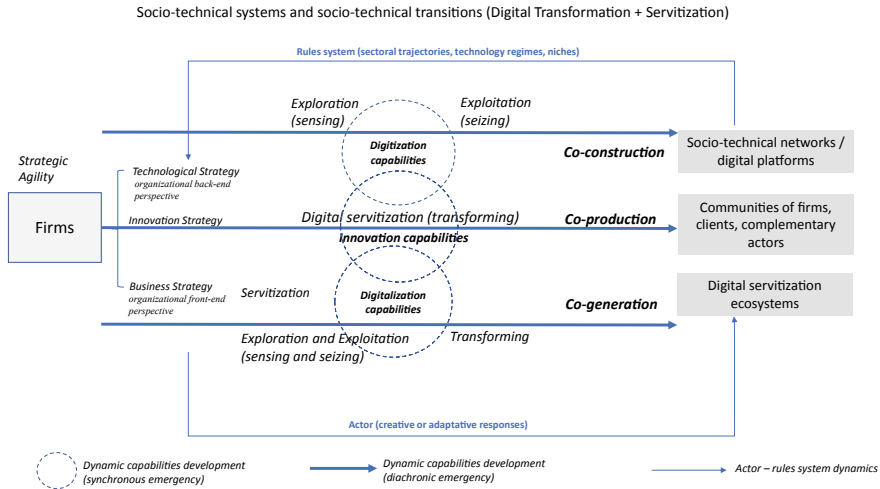 Socio-technical systems and socio-technical transitions (Digital Transformation + Servitization)
Rules system (sectoral trajectories, technology regimes, niches)
Exploration
(sensing)
Exploitation
(seizing)
Digitization
capabilities
Co-construction
Socio-technical networks /
digital platforms
Strategic
Agility
Technological Strategy
organizational back-end
perspective
Firms
Innovation Strategy
Digital servitization (transforming)
Innovation capabilities
Co-production
Communities of firms,
clients, complementary
actors
Business Strategy
organizational front-end
perspective
Servitization
Digitalization
capabilities
Co-generation
Digital servitization
ecosystems
Exploration and Exploitation
(sensing and seizing)
Transforming
Actor (creative or adaptative responses)
Dynamic capabilities development
(synchronous emergency)
Dynamic capabilities development
(diachronic emergency)
Actor – rules system dynamics